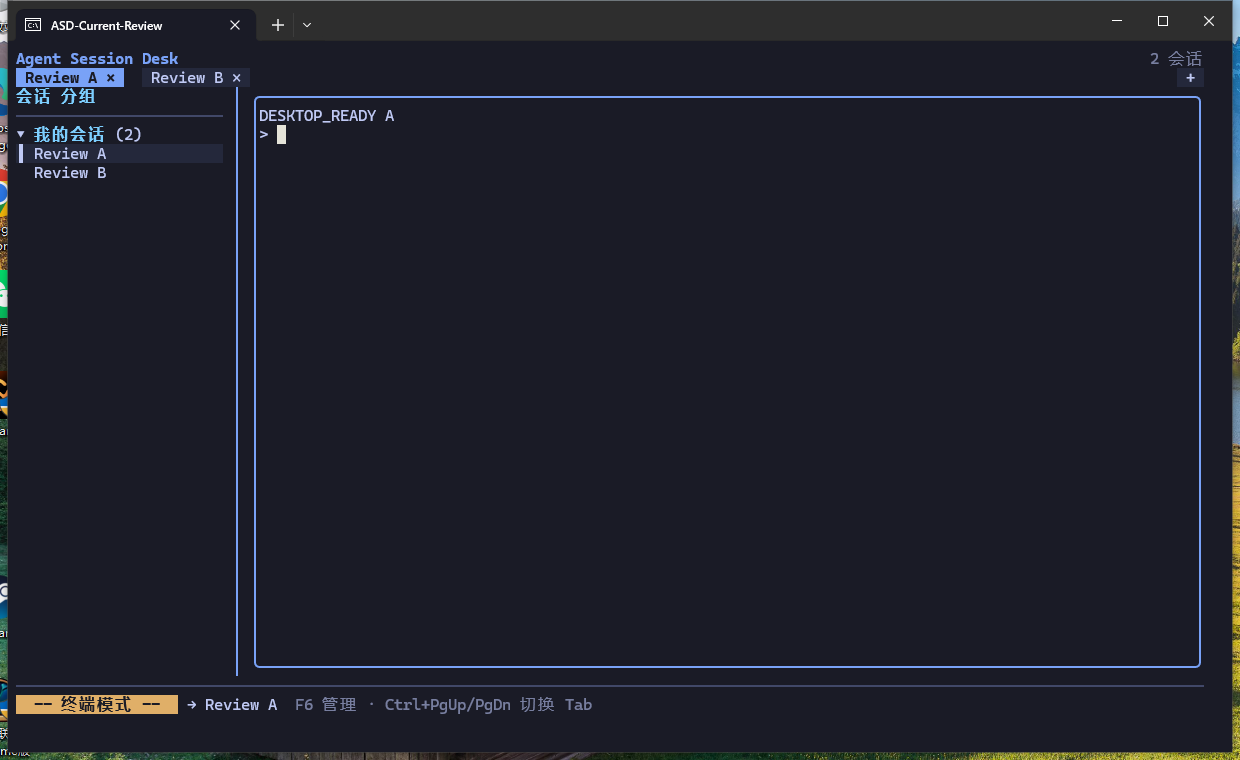 ASD-Current-Review
Agent Session Desk 2 会话
Review A × Review B × +
会话 分组
▾ 我的会话 (2)
Review A
Review B
DESKTOP_READY A
>
-- 终端模式 -- → Review A F6 管理 · Ctrl+PgUp/PgDn 切换 Tab